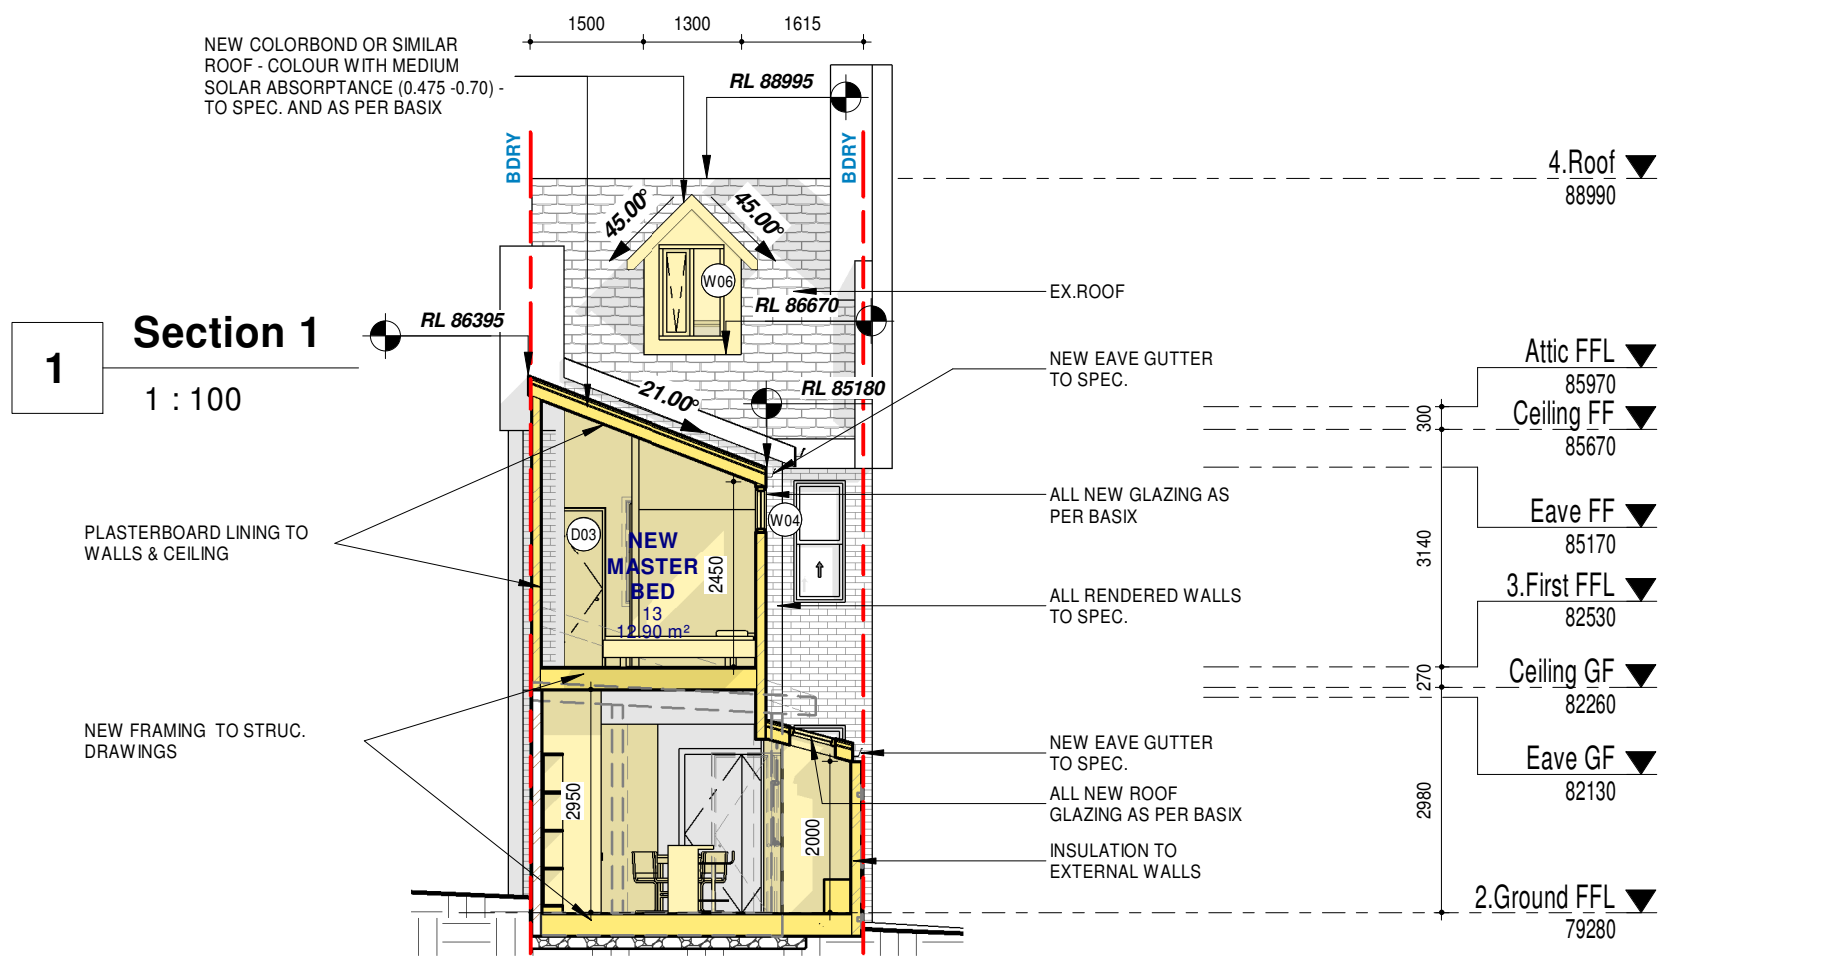 1500
1300
1615
NEW COLORBOND OR SIMILAR
ROOF - COLOUR WITH MEDIUM
SOLAR ABSORPTANCE (0.475 -0.70) -
TO SPEC. AND AS PER BASIX
RL 88995
BDRY
BDRY
4.Roof
88990
45.00°
45.00°
W06
EX.ROOF
RL 86670
RL 86395
1
Section 1
1 : 100
NEW EAVE GUTTER
TO SPEC.
Attic FFL
85970
21.00°
RL 85180
300
Ceiling FF
85670
ALL NEW GLAZING AS
PER BASIX
Eave FF
85170
PLASTERBOARD LINING TO
WALLS & CEILING
D03
W04
NEW
MASTER
BED
13
12.90 m²
2450
3140
ALL RENDERED WALLS
TO SPEC.
3.First FFL
82530
270
Ceiling GF
82260
NEW FRAMING TO STRUC.
DRAWINGS
NEW EAVE GUTTER
TO SPEC.
Eave GF
82130
2950
2000
2980
ALL NEW ROOF
GLAZING AS PER BASIX
INSULATION TO
EXTERNAL WALLS
2.Ground FFL
79280